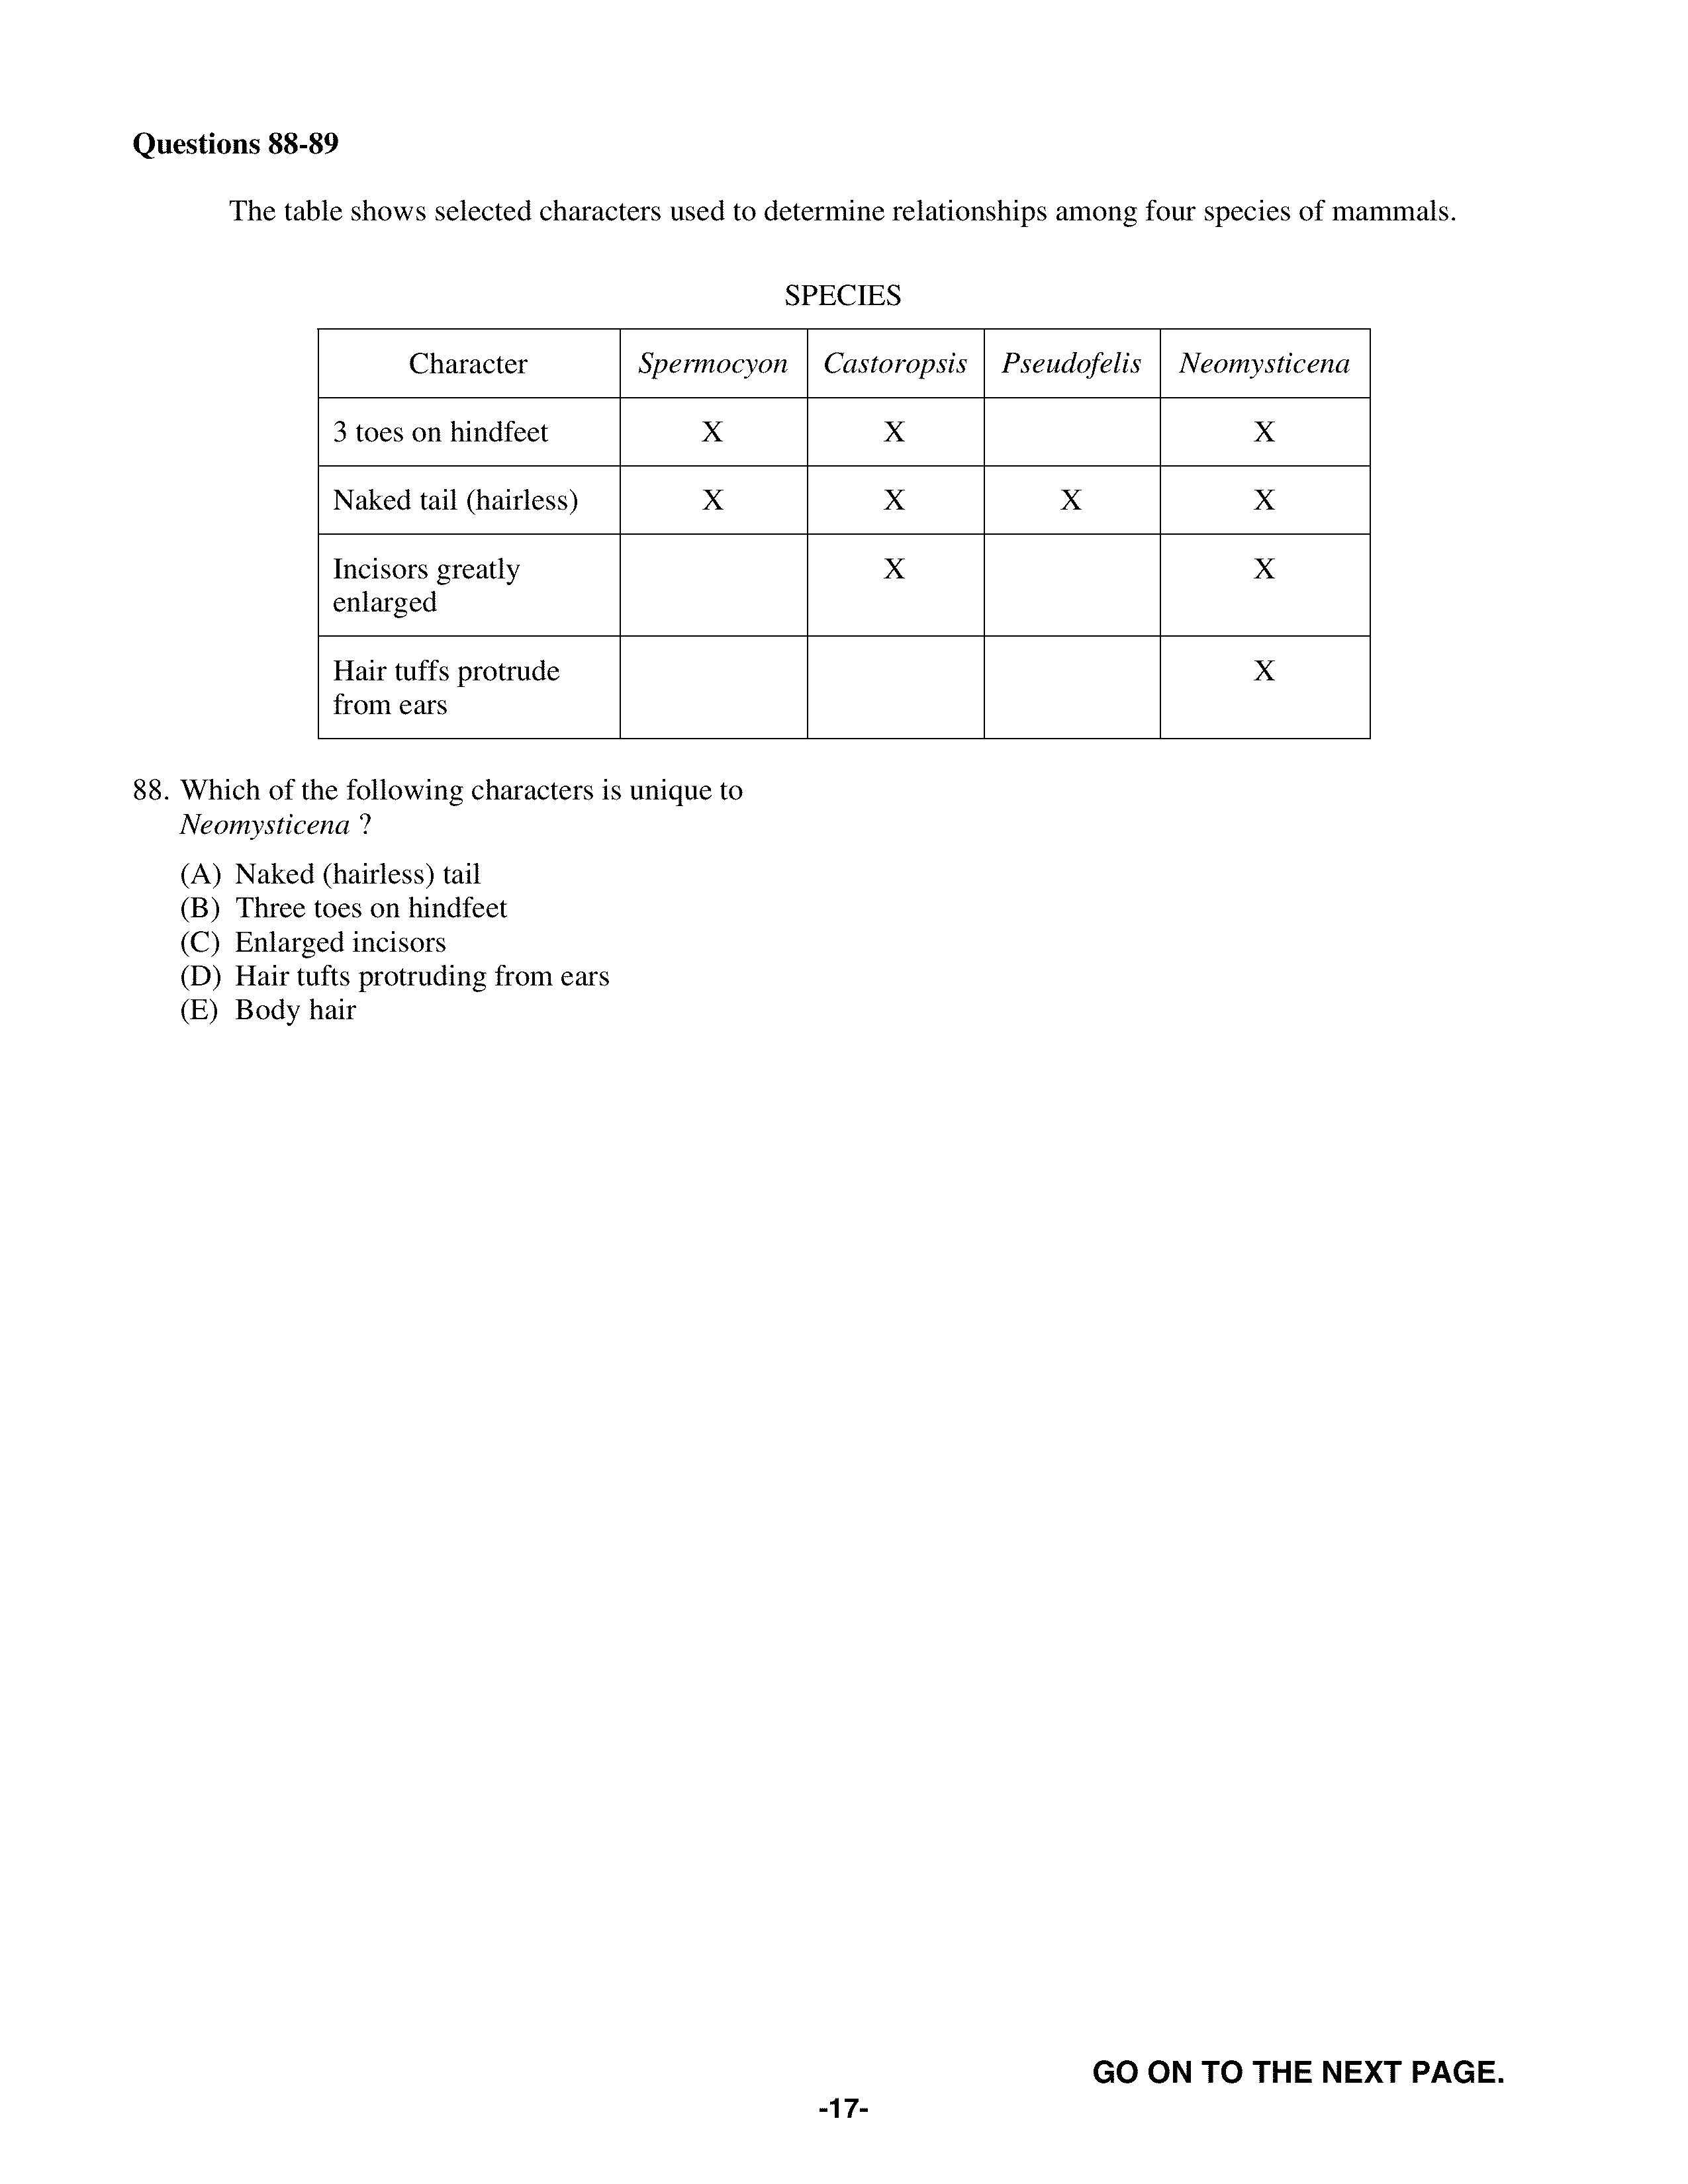 Questions 88-89
The table shows selected characters used to determine relationships among four species of mammals.
SPECIES
Character Spermocyon Castoropsis Pseudofelis Neomysticena
3 toes on hindfeet X X X
Naked tail (hairless) X X X X
Incisors greatly X X
enlarged
Hair tuffs protrude X
from ears
88. Which of the following characters is unique to
Neomysticena ?
(A) Naked (hairless) tail
(B) Three toes on hindfeet
(C) Enlarged incisors
(D) Hair tufts protruding from ears
(E) Body hair
GO ON TO THE NEXT PAGE.
-17-